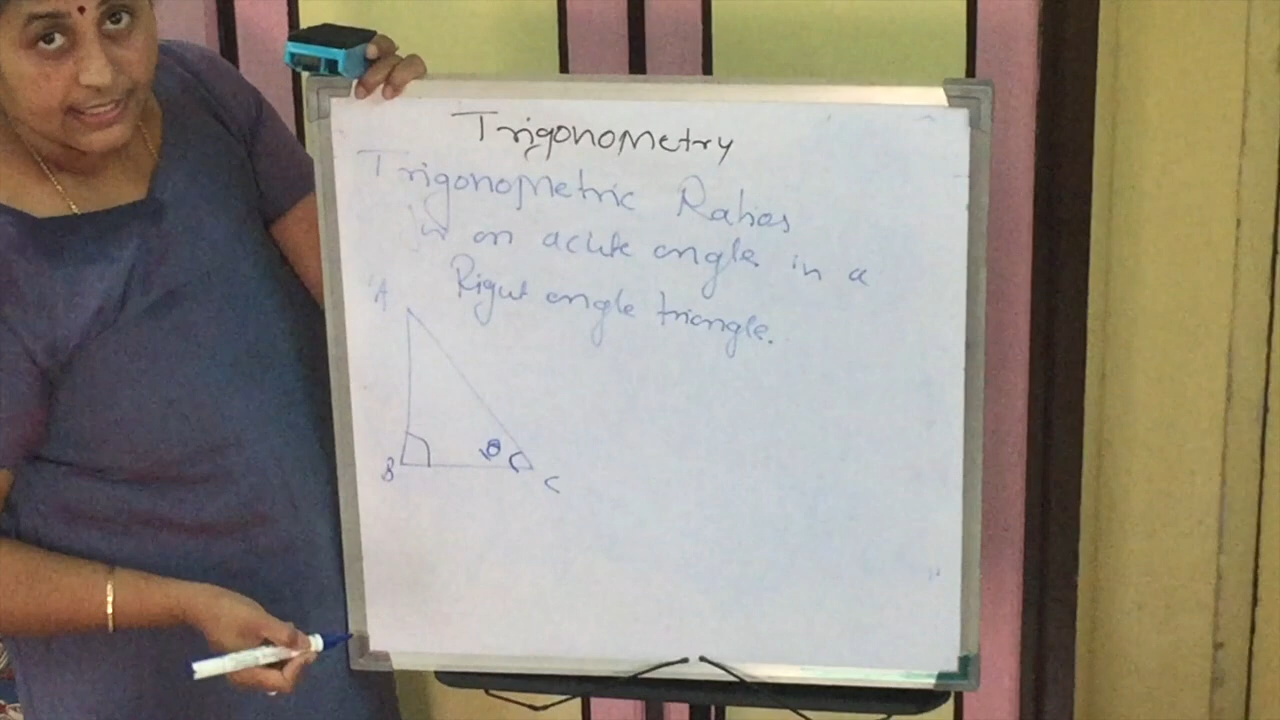 Trigonometry
Trigonometric Ratios
in an acute angle in a
Right angle triangle.
A
θ
B
C